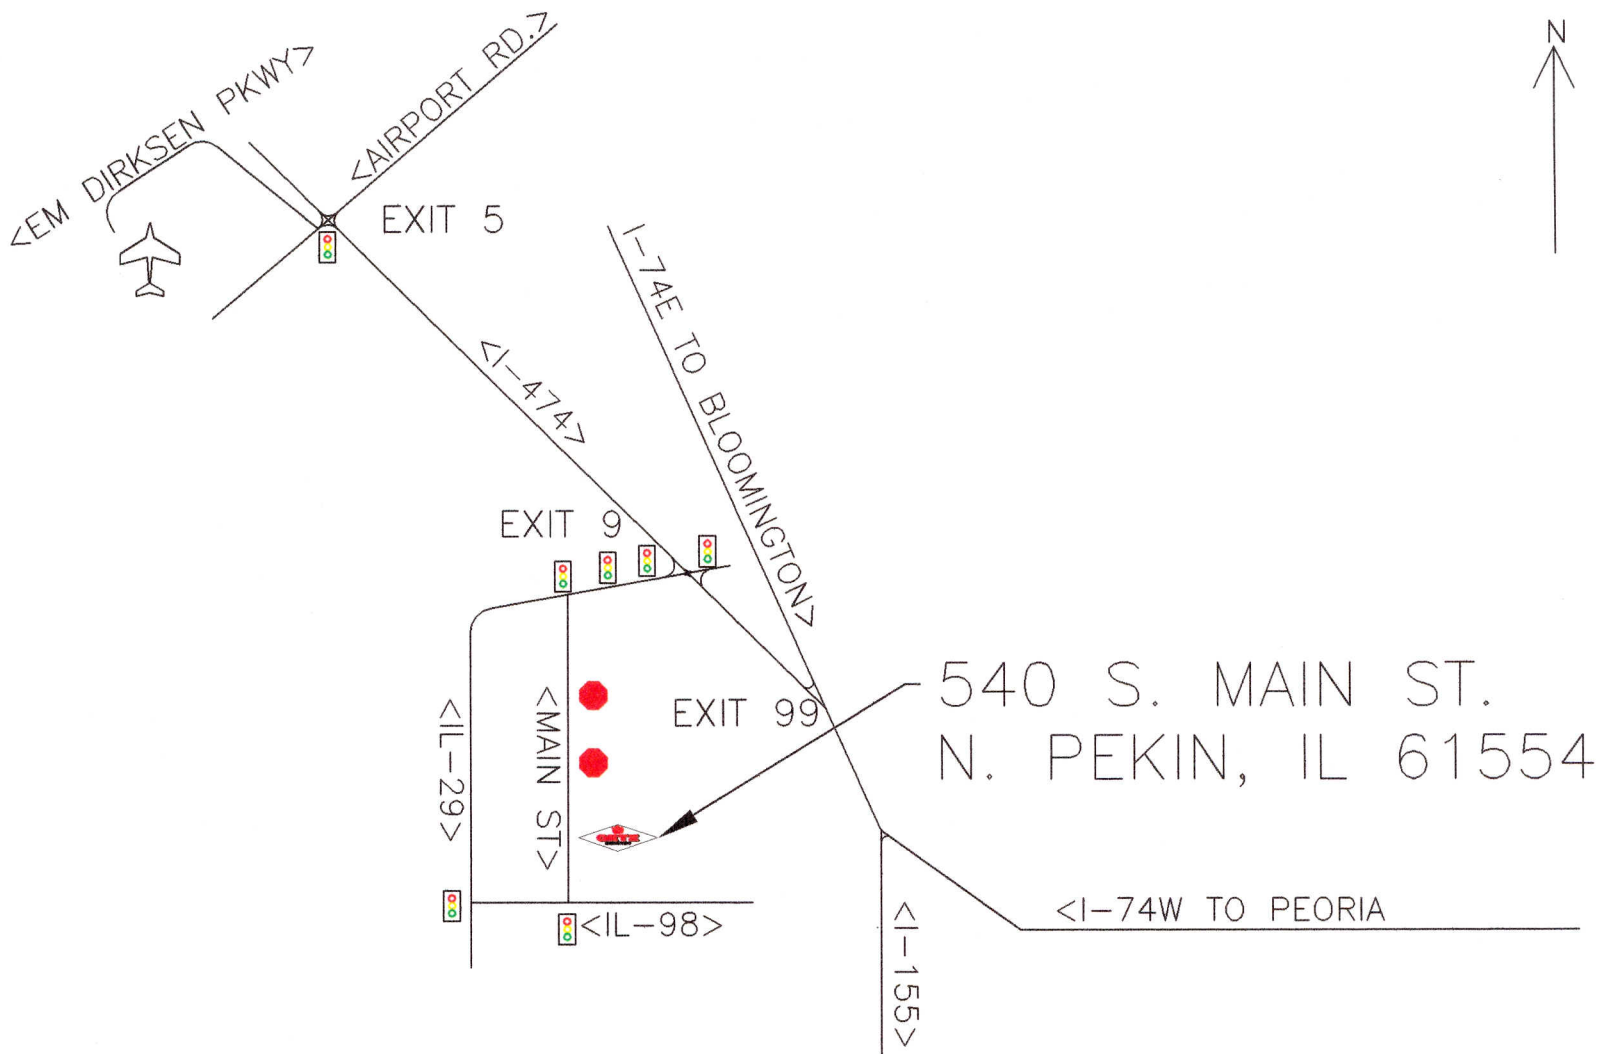 N
<EM DIRKSEN PKWY>
<AIRPORT RD.>
EXIT 5
I-74E TO BLOOMINGTON>
<I-474>
EXIT 9
<IL-29>
<MAIN ST>
EXIT 99
540 S. MAIN ST.
N. PEKIN, IL 61554
<IL-98>
<I-155>
<I-74W TO PEORIA